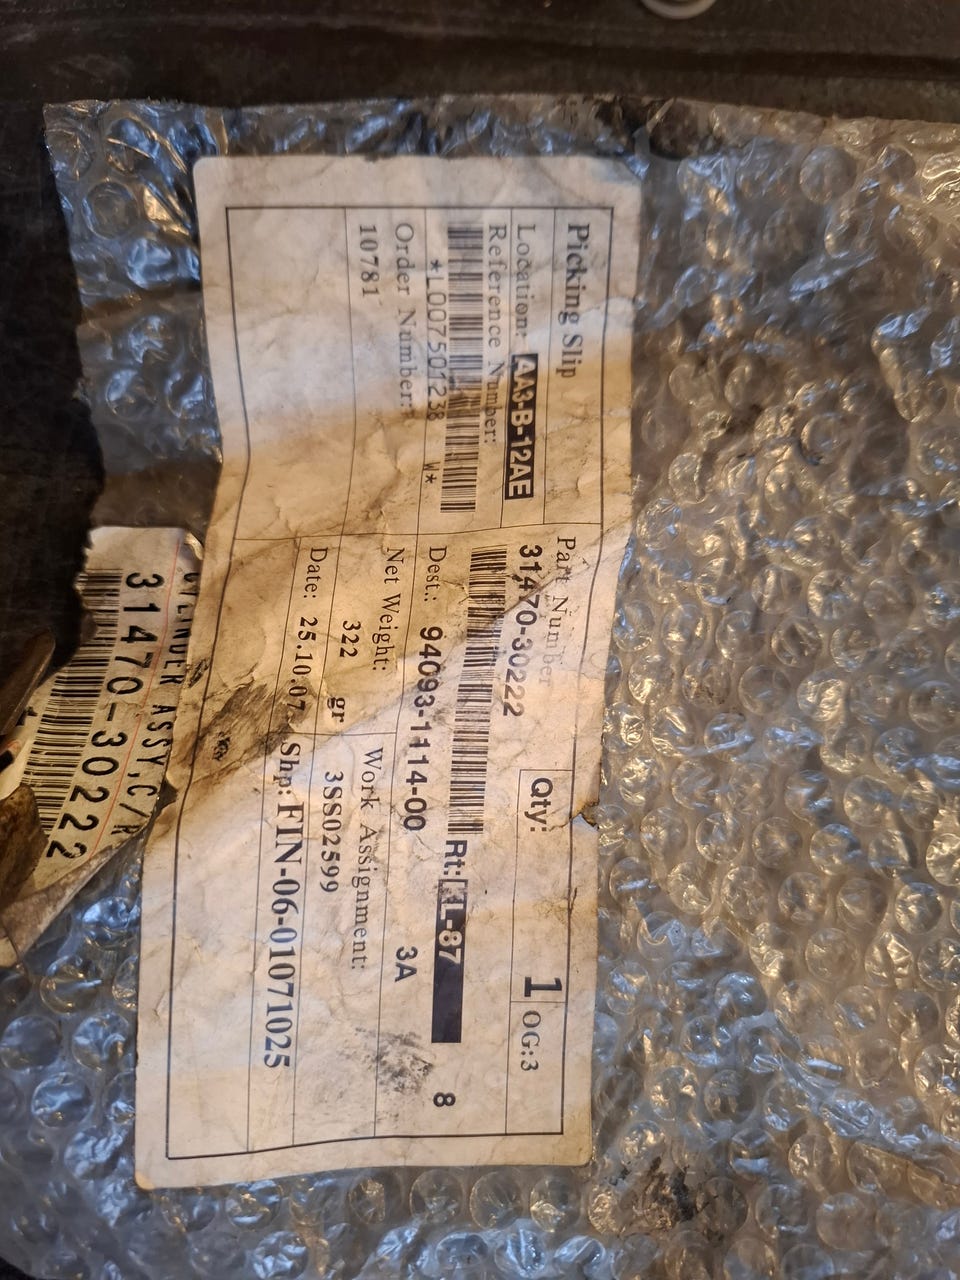 Picking Slip
Location: AA3-B-12AE
Reference Number:
*L007507238 W*
Order Number:
10781
Part Number
31470-30222
Qty: 1 OG:3
Rt: KL-87 8
Dest.: 94093-1114-00 3A
Net Weight: 322 gr
Work Assignment: 3SS02599
Date: 25.10.07 Shp: FIN-06-01071025
CYLINDER ASSY,C/R
31470-30222